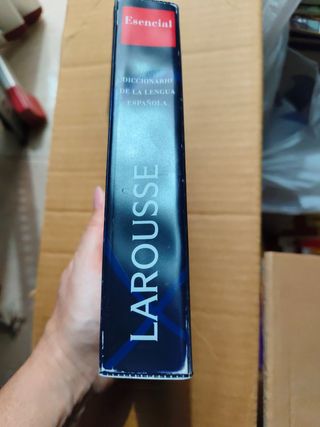 Esencial
DICCIONARIO
DE LA LENGUA
ESPAÑOLA
LAROUSSE